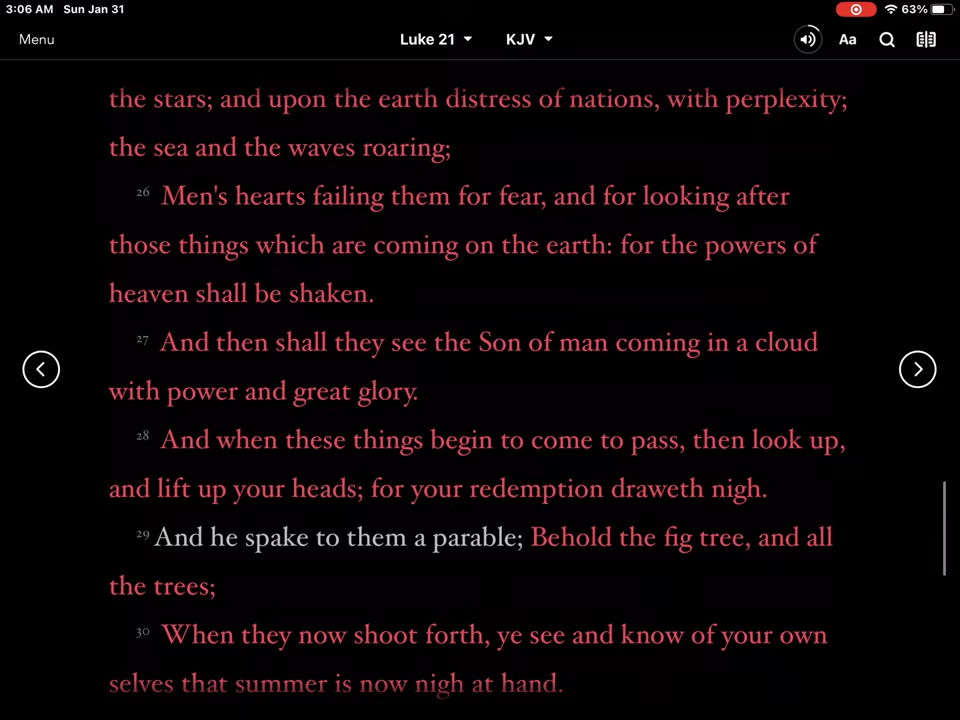 3:06 AM Sun Jan 31 63%
Menu Luke 21 KJV Aa
the stars; and upon the earth distress of nations, with perplexity;
the sea and the waves roaring;
26 Men's hearts failing them for fear, and for looking after
those things which are coming on the earth: for the powers of
heaven shall be shaken.
27 And then shall they see the Son of man coming in a cloud
with power and great glory.
28 And when these things begin to come to pass, then look up,
and lift up your heads; for your redemption draweth nigh.
29 And he spake to them a parable; Behold the fig tree, and all
the trees;
30 When they now shoot forth, ye see and know of your own
selves that summer is now nigh at hand.